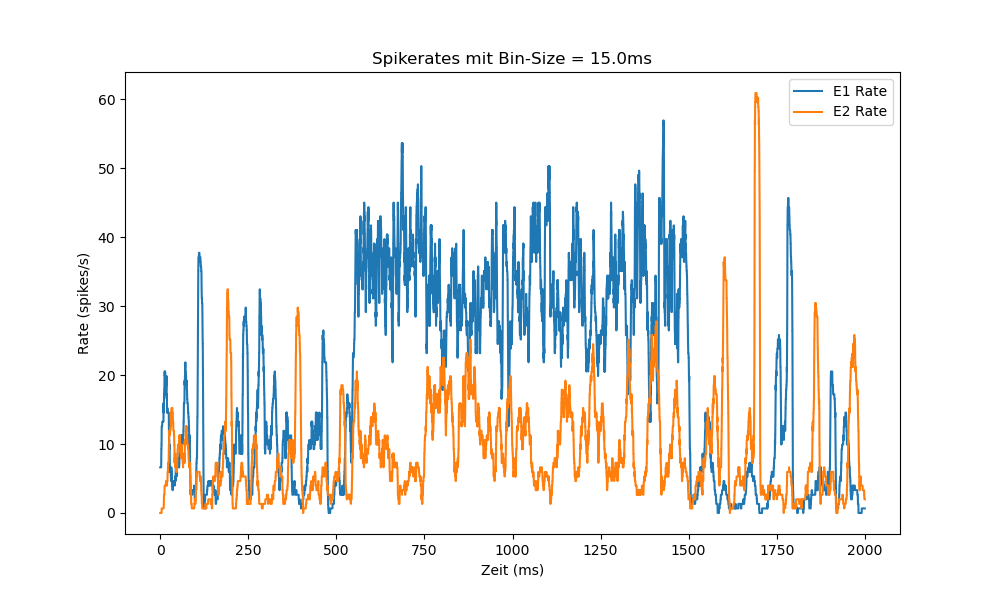 Spikerates mit Bin-Size = 15.0ms
E1 Rate
E2 Rate
Rate (spikes/s)
60
50
40
30
20
10
0
0 250 500 750 1000 1250 1500 1750 2000
Zeit (ms)